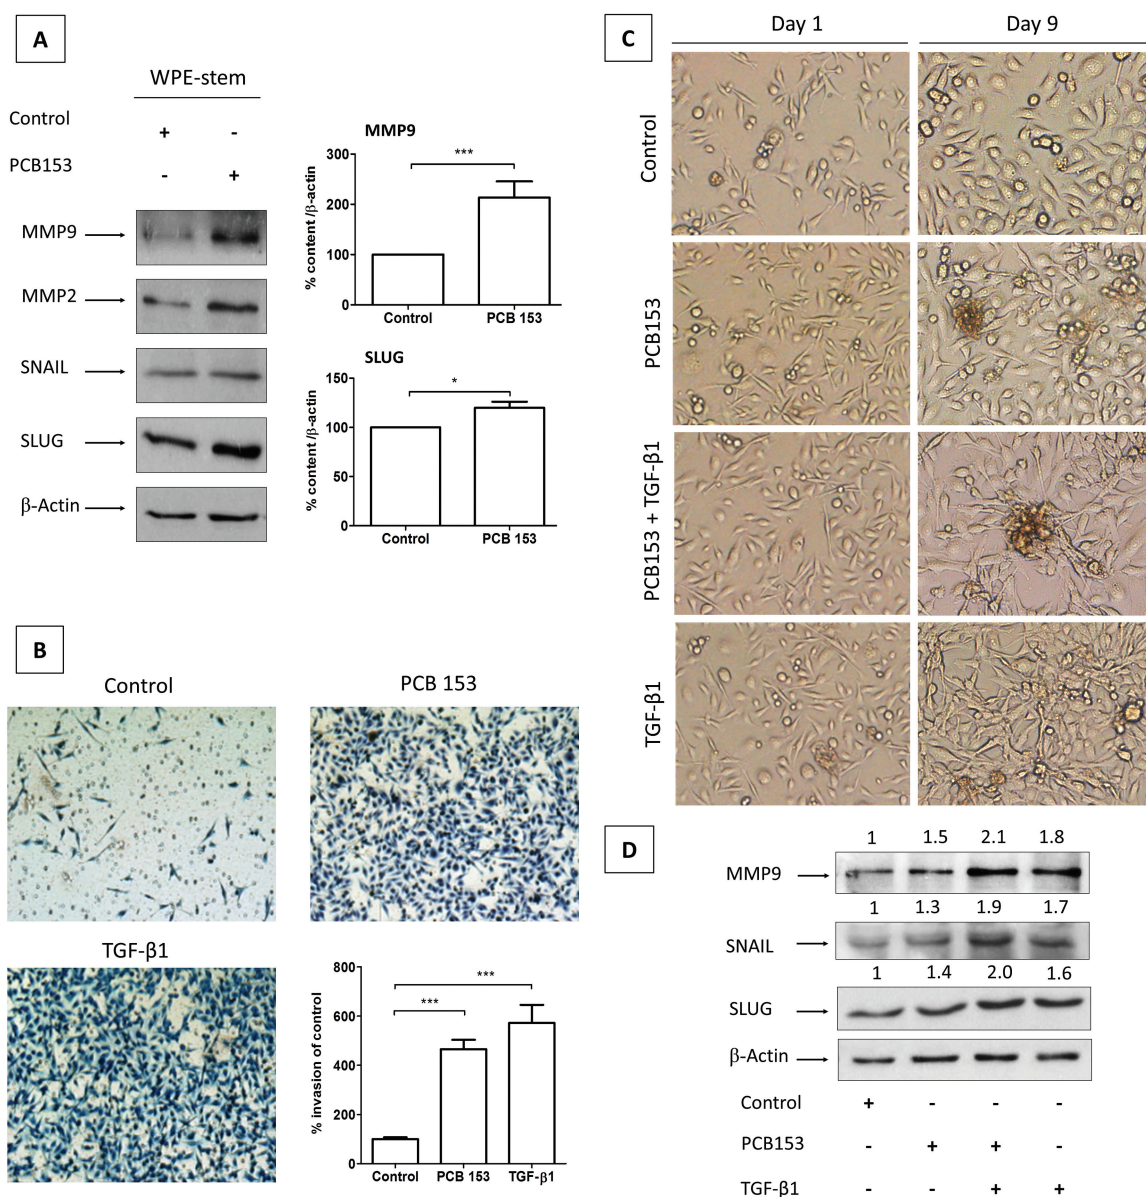 A
WPE-stem
Control + -
PCB153 - +
MMP9
MMP2
SNAIL
SLUG
β-Actin
MMP9
% content /β-actin
300
200
100
0
***
Control PCB 153
SLUG
% content /β-actin
150
100
50
0
*
Control PCB 153
B
Control PCB 153
TGF-β1
% invasion of control
800
600
400
200
0
***
***
Control PCB 153 TGF-β1
C
Day 1 Day 9
Control
PCB153
PCB153 + TGF-β1
TGF-β1
D
1 1.5 2.1 1.8
MMP9
1 1.3 1.9 1.7
SNAIL
1 1.4 2.0 1.6
SLUG
β-Actin
Control + - - -
PCB153 - + + -
TGF-β1 - - + +